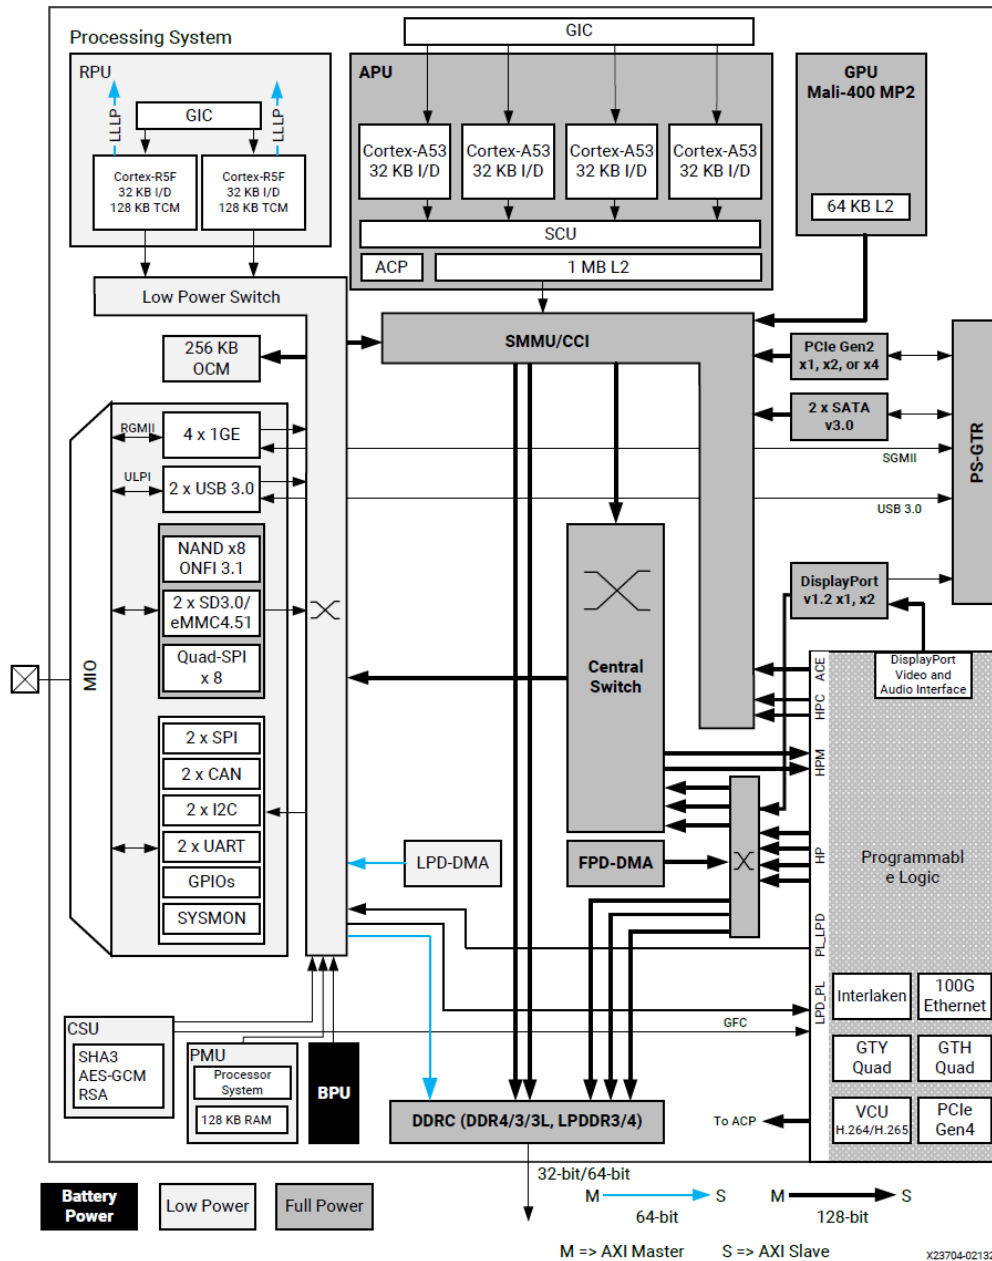 Processing System
GIC
RPU
LLLP
LLLP
GIC
Cortex-R5F
32 KB I/D
128 KB TCM
Cortex-R5F
32 KB I/D
128 KB TCM
APU
Cortex-A53
32 KB I/D
Cortex-A53
32 KB I/D
Cortex-A53
32 KB I/D
Cortex-A53
32 KB I/D
SCU
ACP
1 MB L2
GPU
Mali-400 MP2
64 KB L2
Low Power Switch
256 KB
OCM
SMMU/CCI
PCIe Gen2
x1, x2, or x4
2 x SATA
v3.0
PS-GTR
SGMII
USB 3.0
MIO
RGMII
4 x 1GE
ULPI
2 x USB 3.0
NAND x8
ONFI 3.1
2 x SD3.0/
eMMC4.51
Quad-SPI
x 8
2 x SPI
2 x CAN
2 x I2C
2 x UART
GPIOs
SYSMON
Central
Switch
DisplayPort
v1.2 x1, x2
DisplayPort
Video and
Audio Interface
ACE
HPC
HPM
HP
PL_LPD
LPD_PL
LPD-DMA
FPD-DMA
Programmabl
e Logic
Interlaken
100G
Ethernet
GTY
Quad
GTH
Quad
VCU
H.264/H.265
PCIe
Gen4
GFC
To ACP
CSU
SHA3
AES-GCM
RSA
PMU
Processor
System
128 KB RAM
BPU
DDRC (DDR4/3/3L, LPDDR3/4)
32-bit/64-bit
Battery
Power
Low Power
Full Power
M
S
64-bit
M
S
128-bit
M => AXI Master
S => AXI Slave
X23704-02132